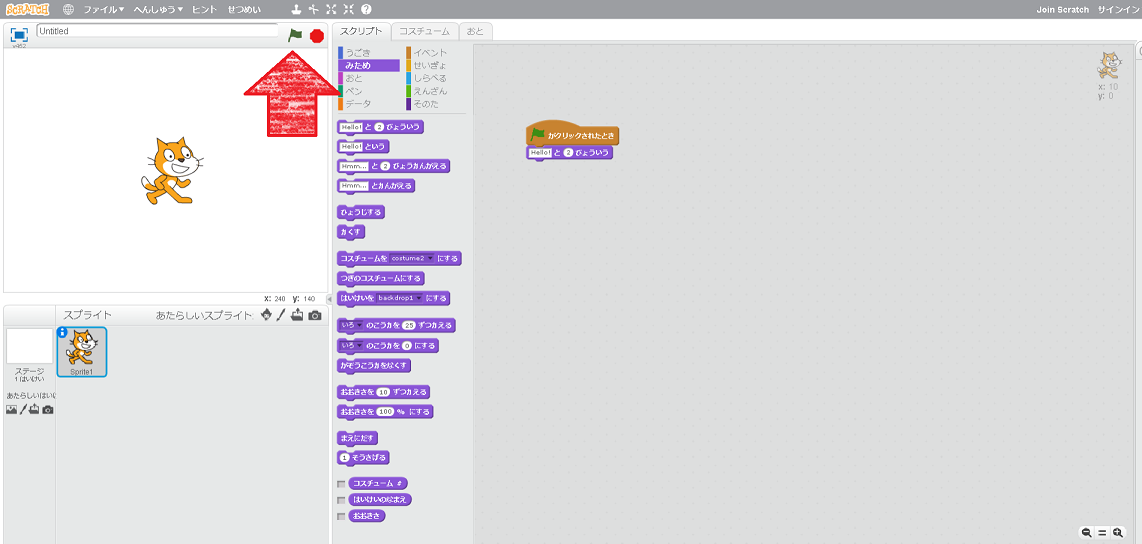 SCRATCH ファイル へんしゅう ヒント せつめい Join Scratch サインイン
Untitled
v452
スクリプト コスチューム おと
うごき イベント
みため せいぎょ
おと しらべる
ペン えんざん
データ そのた
x: 10
y: 0
Hello! と 2 びょういう
Hello! という
Hmm... と 2 びょうかんがえる
Hmm... とかんがえる
ひょうじする
かくす
コスチュームを costume2 にする
つぎのコスチュームにする
はいけいを backdrop1 にする
いろ のこうかを 25 ずつかえる
いろ のこうかを 0 にする
がぞうこうかをなくす
おおきさを 10 ずつかえる
おおきさを 100 % にする
まえにだす
1 そうさげる
コスチューム #
はいけいのなまえ
おおきさ
がクリックされたとき
Hello! と 2 びょういう
x: 240 y: 140
スプライト あたらしいスプライト:
Sprite1
ステージ
1 はいけい
あたらしいはいけ